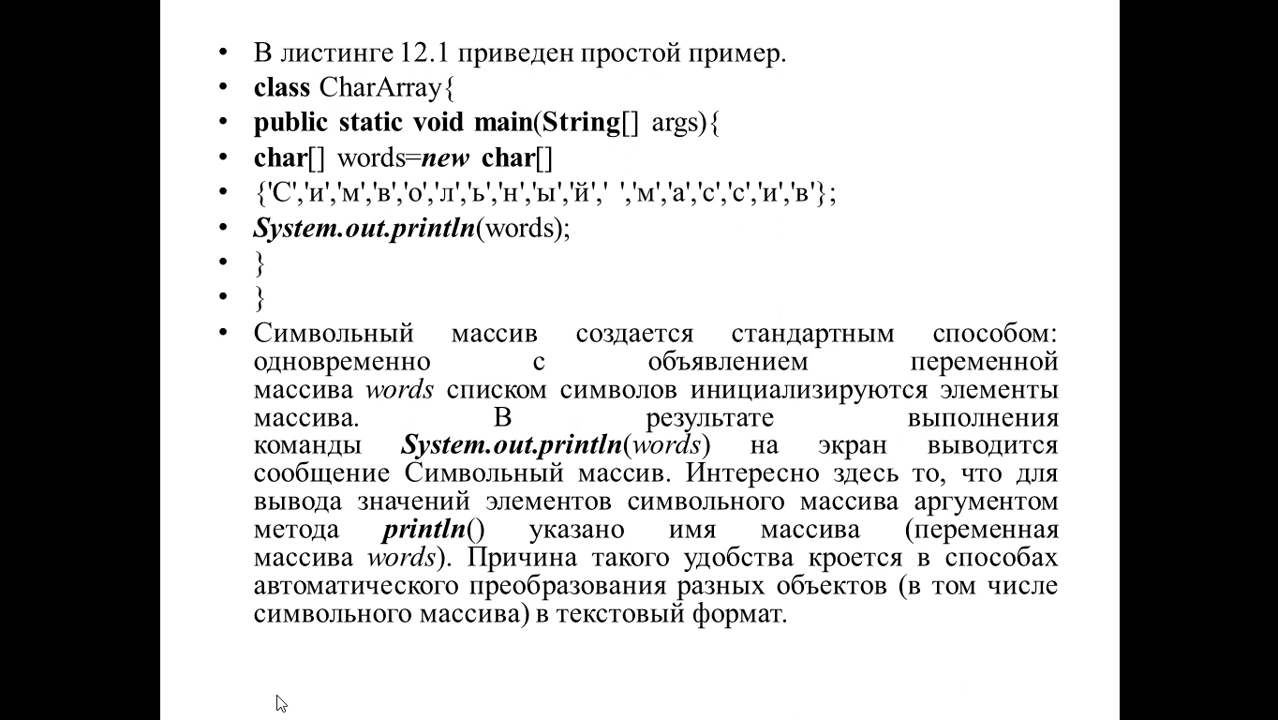 • В листинге 12.1 приведен простой пример.
• class CharArray{
• public static void main(String[] args){
• char[] words=new char[]
• {'С','и','м','в','о','л','ь','н','ы','й',' ','м','а','с','с','и','в'};
• System.out.println(words);
• }
• }
• Символьный массив создается стандартным способом:
одновременно с объявлением переменной
массива words списком символов инициализируются элементы
массива. В результате выполнения
команды System.out.println(words) на экран выводится
сообщение Символьный массив. Интересно здесь то, что для
вывода значений элементов символьного массива аргументом
метода println() указано имя массива (переменная
массива words). Причина такого удобства кроется в способах
автоматического преобразования разных объектов (в том числе
символьного массива) в текстовый формат.